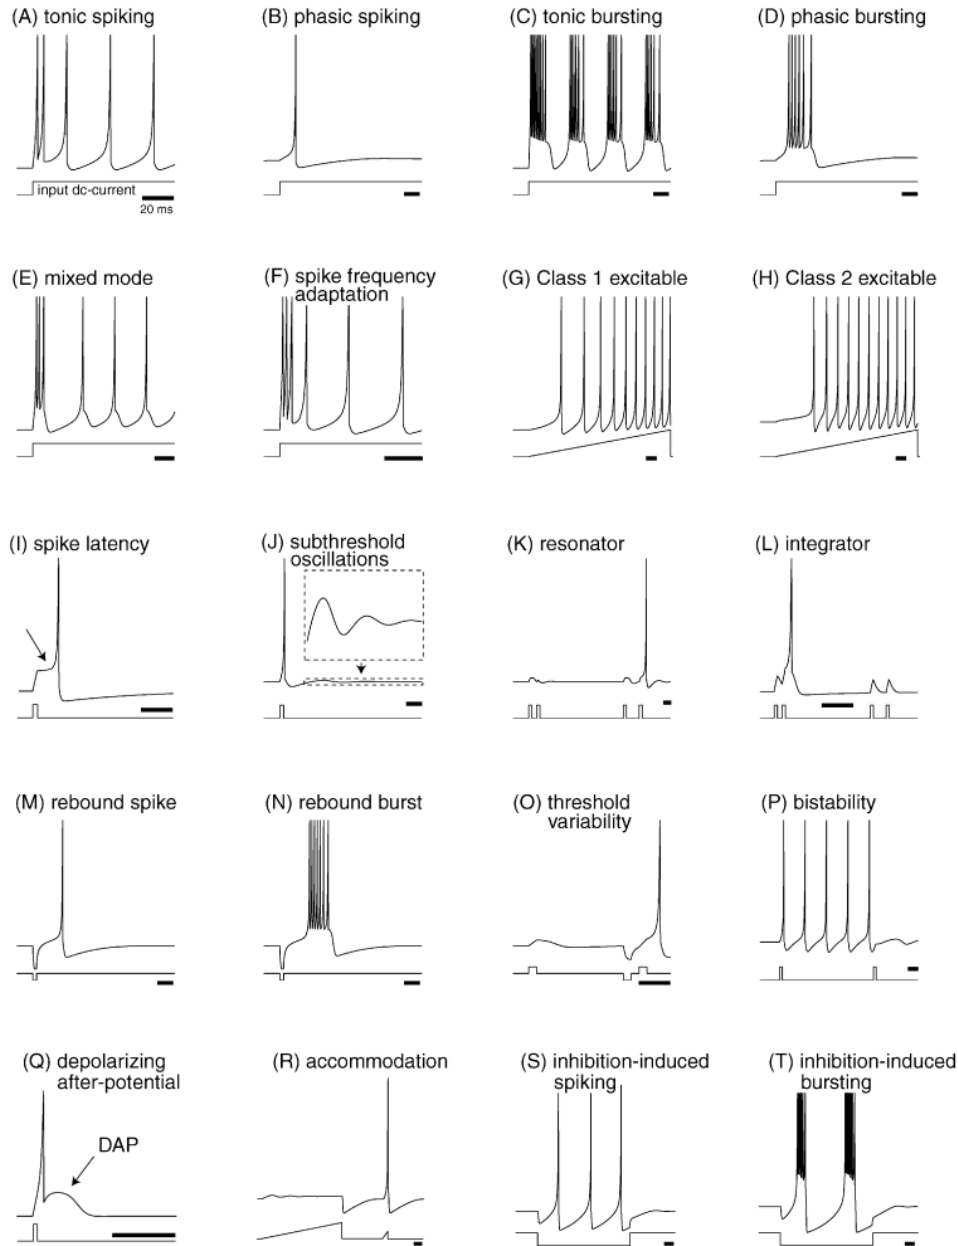 (A) tonic spiking
(B) phasic spiking
(C) tonic bursting
(D) phasic bursting
input dc-current
20 ms
(E) mixed mode
(F) spike frequency
adaptation
(G) Class 1 excitable
(H) Class 2 excitable
(I) spike latency
(J) subthreshold
oscillations
(K) resonator
(L) integrator
(M) rebound spike
(N) rebound burst
(O) threshold
variability
(P) bistability
(Q) depolarizing
after-potential
DAP
(R) accommodation
(S) inhibition-induced
spiking
(T) inhibition-induced
bursting